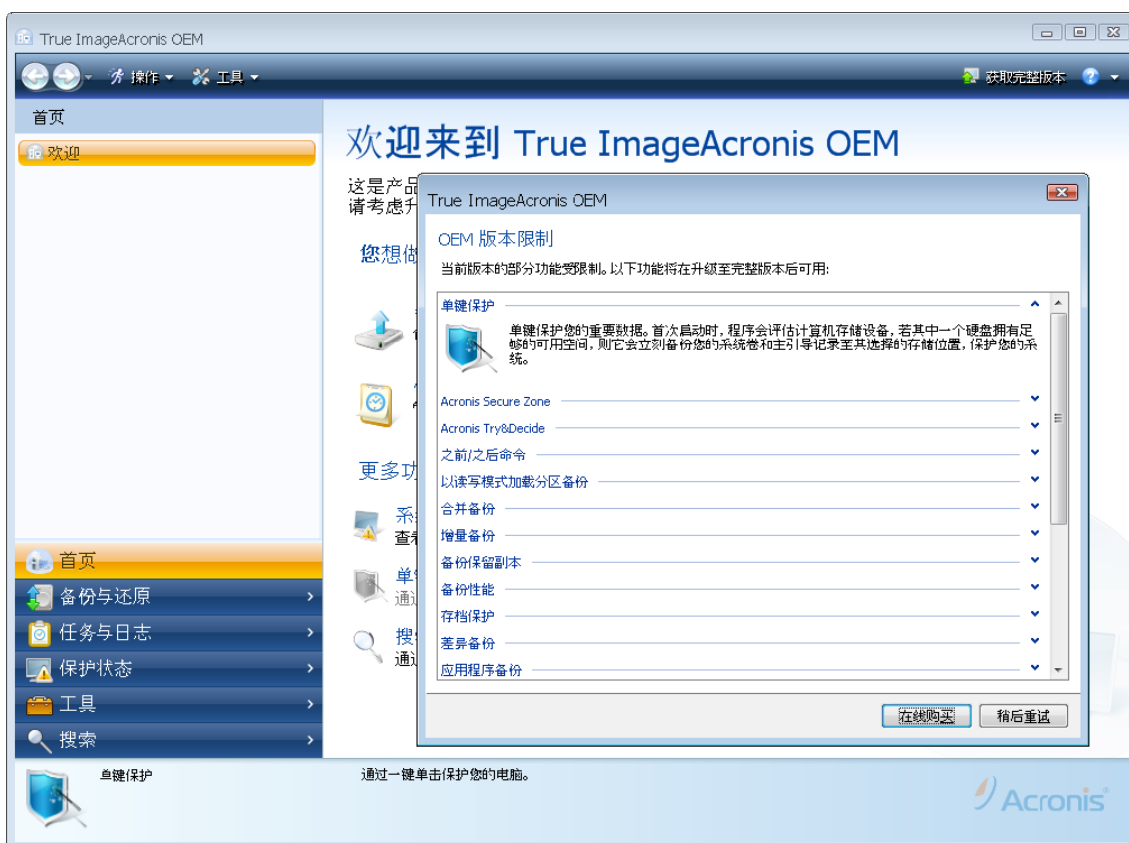 True ImageAcronis OEM
操作 工具 获取完整版本
首页
欢迎
欢迎来到 True ImageAcronis OEM
这是产品
请考虑升
您想做
更多功
系
查看
单
通过
搜
通过
True ImageAcronis OEM
OEM 版本限制
当前版本的部分功能受限制。以下功能将在升级至完整版本后可用:
单键保护
单键保护您的重要数据。首次启动时，程序会评估计算机存储设备，若其中一个硬盘拥有足
够的可用空间，则它会立刻备份您的系统卷和主引导记录至其选择的存储位置，保护您的系
统。
Acronis Secure Zone
Acronis Try&Decide
之前/之后命令
以读写模式加载分区备份
合并备份
增量备份
备份保留副本
备份性能
存档保护
差异备份
应用程序备份
在线购买 稍后重试
首页
备份与还原
任务与日志
保护状态
工具
搜索
单键保护
通过一键单击保护您的电脑。
Acronis